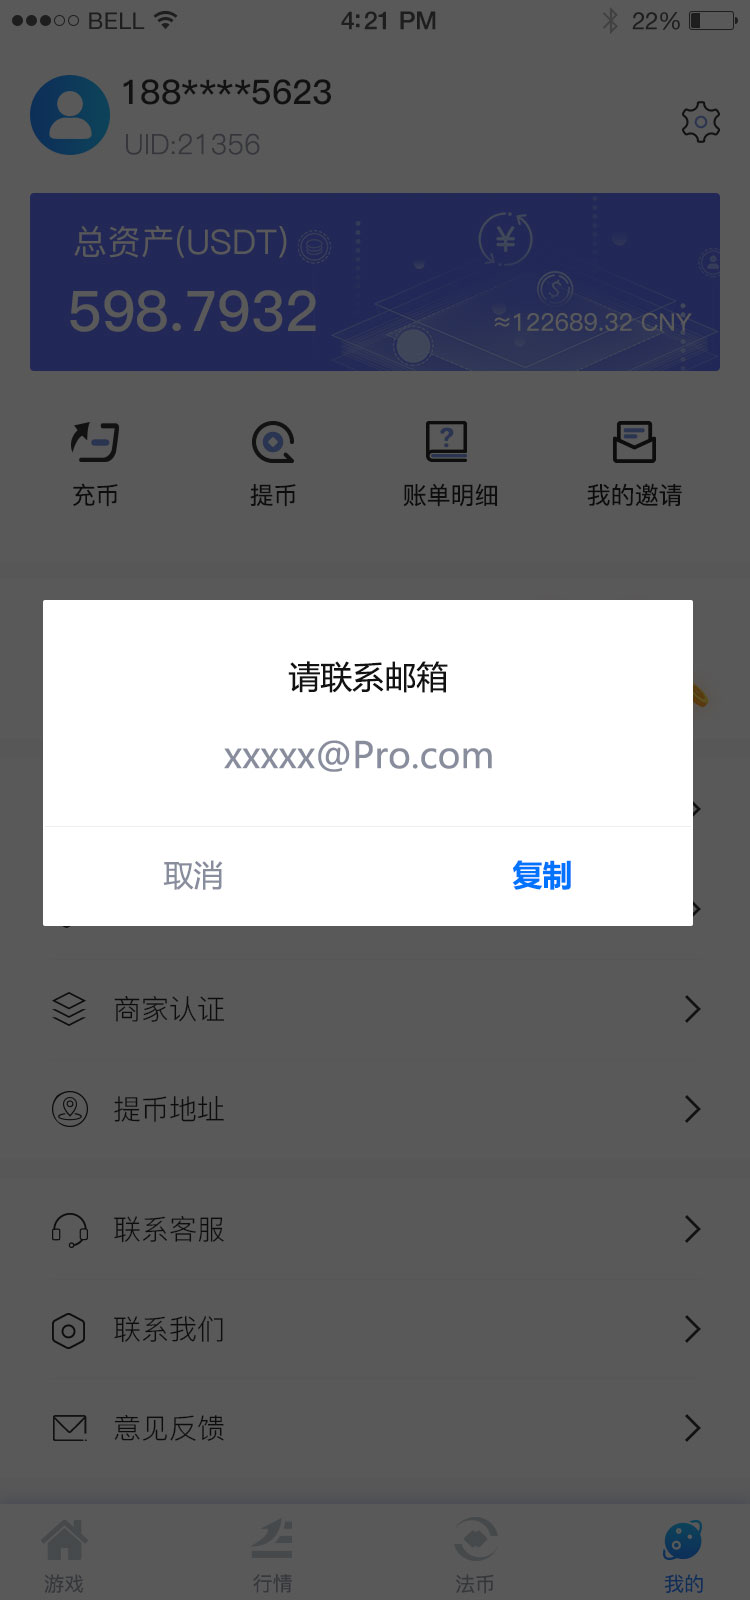 BELL 4:21 PM 22%
188****5623
UID:21356
总资产(USDT)
598.7932
≈122689.32 CNY
充币 提币 账单明细 我的邀请
请联系邮箱
xxxxx@Pro.com
取消 复制
商家认证
提币地址
联系客服
联系我们
意见反馈
游戏 行情 法币 我的